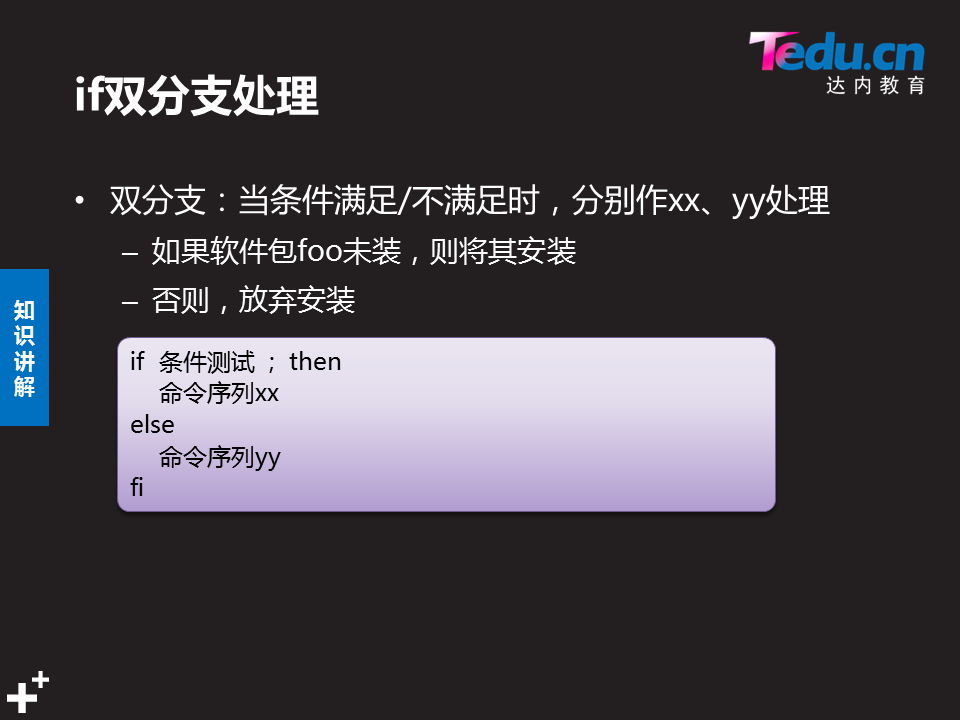 Tedu.cn
达内教育
if双分支处理
• 双分支：当条件满足/不满足时，分别作xx、yy处理
– 如果软件包foo未装，则将其安装
– 否则，放弃安装
知识讲解
if 条件测试 ; then
命令序列xx
else
命令序列yy
fi